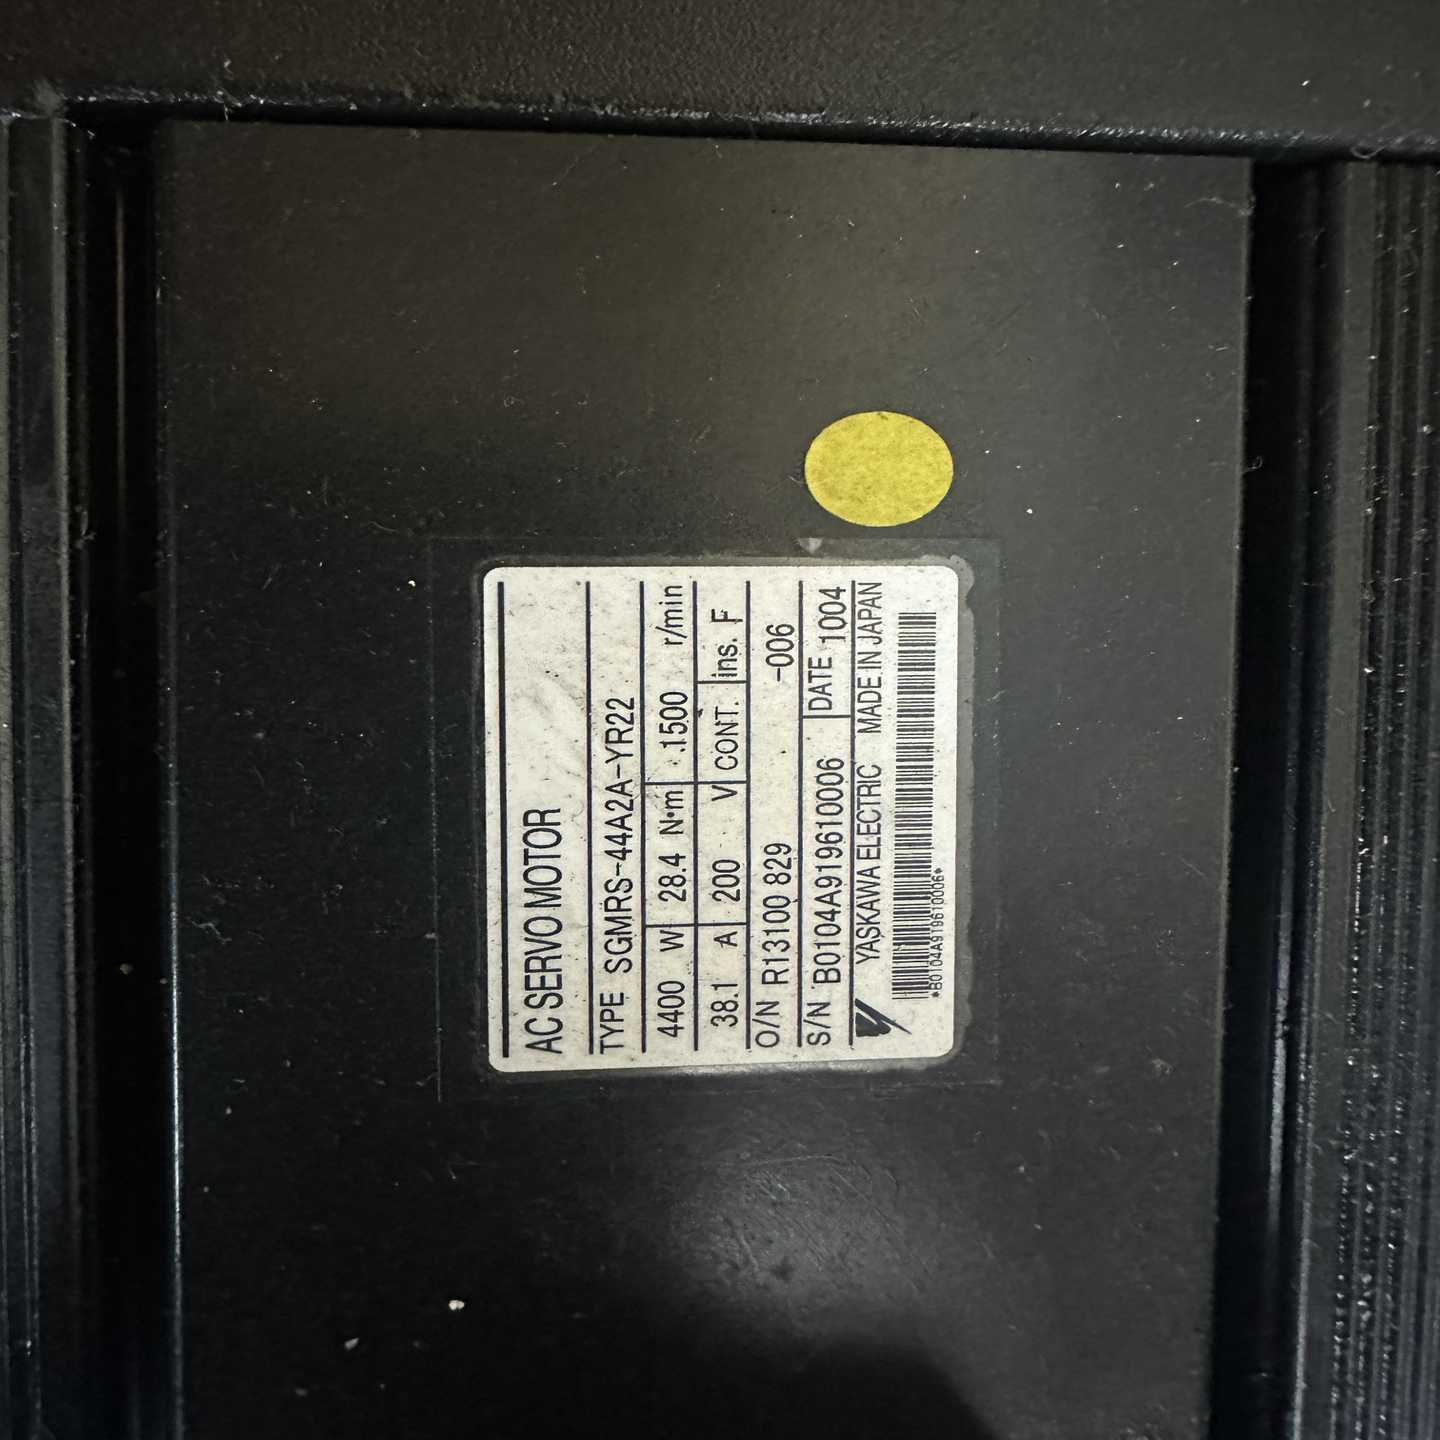 AC SERVO MOTOR
TYPE SGMRS-44A2A-YR22
4400 W 28.4 N•m 1500 r/min
38.1 A 200 V CONT. ins. F
O/N R13100 829 -006
S/N B0104A919610006 DATE 1004
YASKAWA ELECTRIC MADE IN JAPAN
*B0104A919610006*